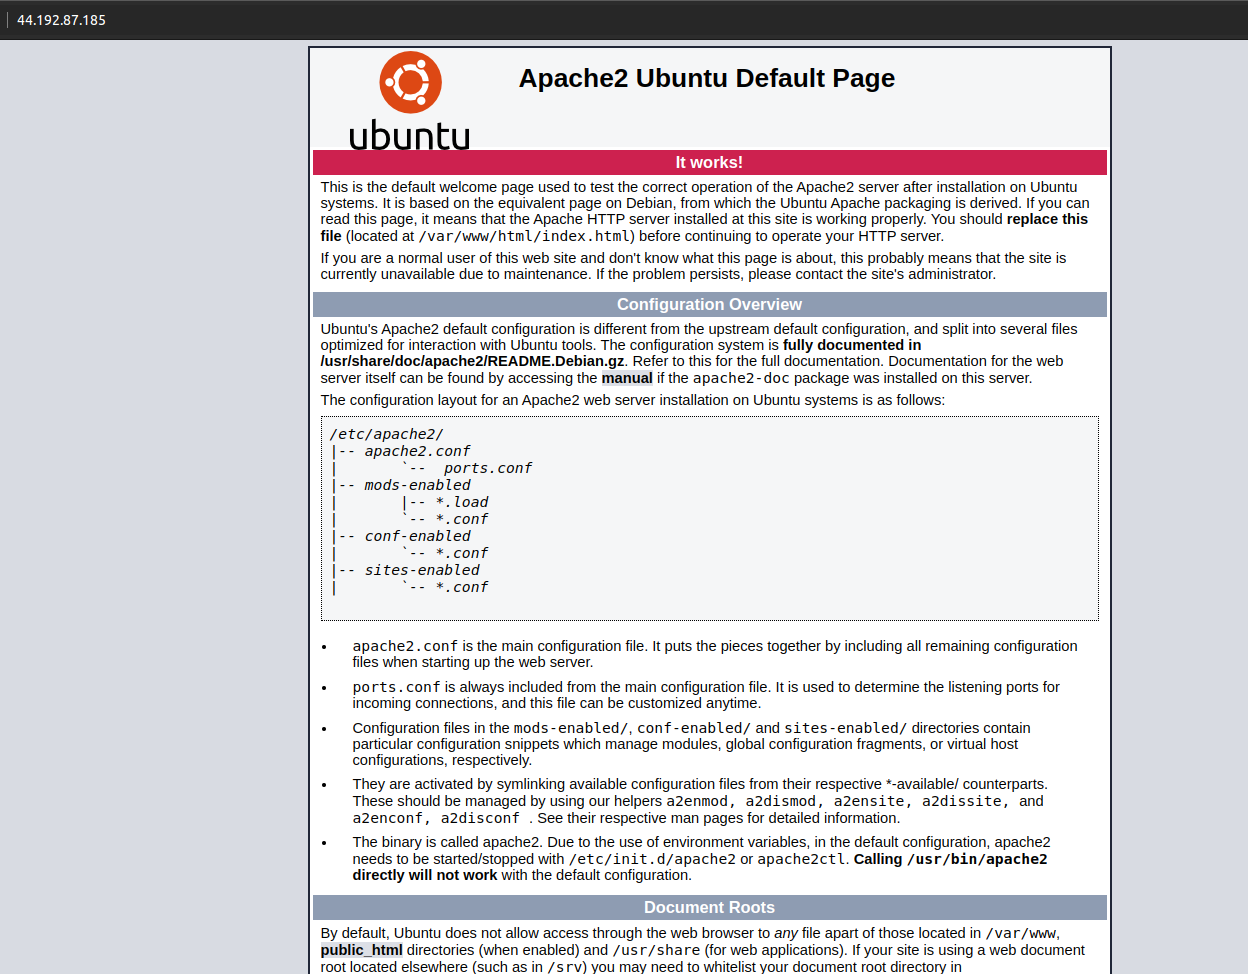 44.192.87.185
Apache2 Ubuntu Default Page
ubuntu
It works!
This is the default welcome page used to test the correct operation of the Apache2 server after installation on Ubuntu
systems. It is based on the equivalent page on Debian, from which the Ubuntu Apache packaging is derived. If you can
read this page, it means that the Apache HTTP server installed at this site is working properly. You should replace this
file (located at /var/www/html/index.html) before continuing to operate your HTTP server.
If you are a normal user of this web site and don't know what this page is about, this probably means that the site is
currently unavailable due to maintenance. If the problem persists, please contact the site's administrator.
Configuration Overview
Ubuntu's Apache2 default configuration is different from the upstream default configuration, and split into several files
optimized for interaction with Ubuntu tools. The configuration system is fully documented in
/usr/share/doc/apache2/README.Debian.gz. Refer to this for the full documentation. Documentation for the web
server itself can be found by accessing the manual if the apache2-doc package was installed on this server.
The configuration layout for an Apache2 web server installation on Ubuntu systems is as follows:
/etc/apache2/
|-- apache2.conf
|       `--  ports.conf
|-- mods-enabled
|       |-- *.load
|       `-- *.conf
|-- conf-enabled
|       `-- *.conf
|-- sites-enabled
|       `-- *.conf
• apache2.conf is the main configuration file. It puts the pieces together by including all remaining configuration
files when starting up the web server.
• ports.conf is always included from the main configuration file. It is used to determine the listening ports for
incoming connections, and this file can be customized anytime.
• Configuration files in the mods-enabled/, conf-enabled/ and sites-enabled/ directories contain
particular configuration snippets which manage modules, global configuration fragments, or virtual host
configurations, respectively.
• They are activated by symlinking available configuration files from their respective *-available/ counterparts.
These should be managed by using our helpers a2enmod, a2dismod, a2ensite, a2dissite, and
a2enconf, a2disconf . See their respective man pages for detailed information.
• The binary is called apache2. Due to the use of environment variables, in the default configuration, apache2
needs to be started/stopped with /etc/init.d/apache2 or apache2ctl. Calling /usr/bin/apache2
directly will not work with the default configuration.
Document Roots
By default, Ubuntu does not allow access through the web browser to any file apart of those located in /var/www,
public_html directories (when enabled) and /usr/share (for web applications). If your site is using a web document
root located elsewhere (such as in /srv) you may need to whitelist your document root directory in